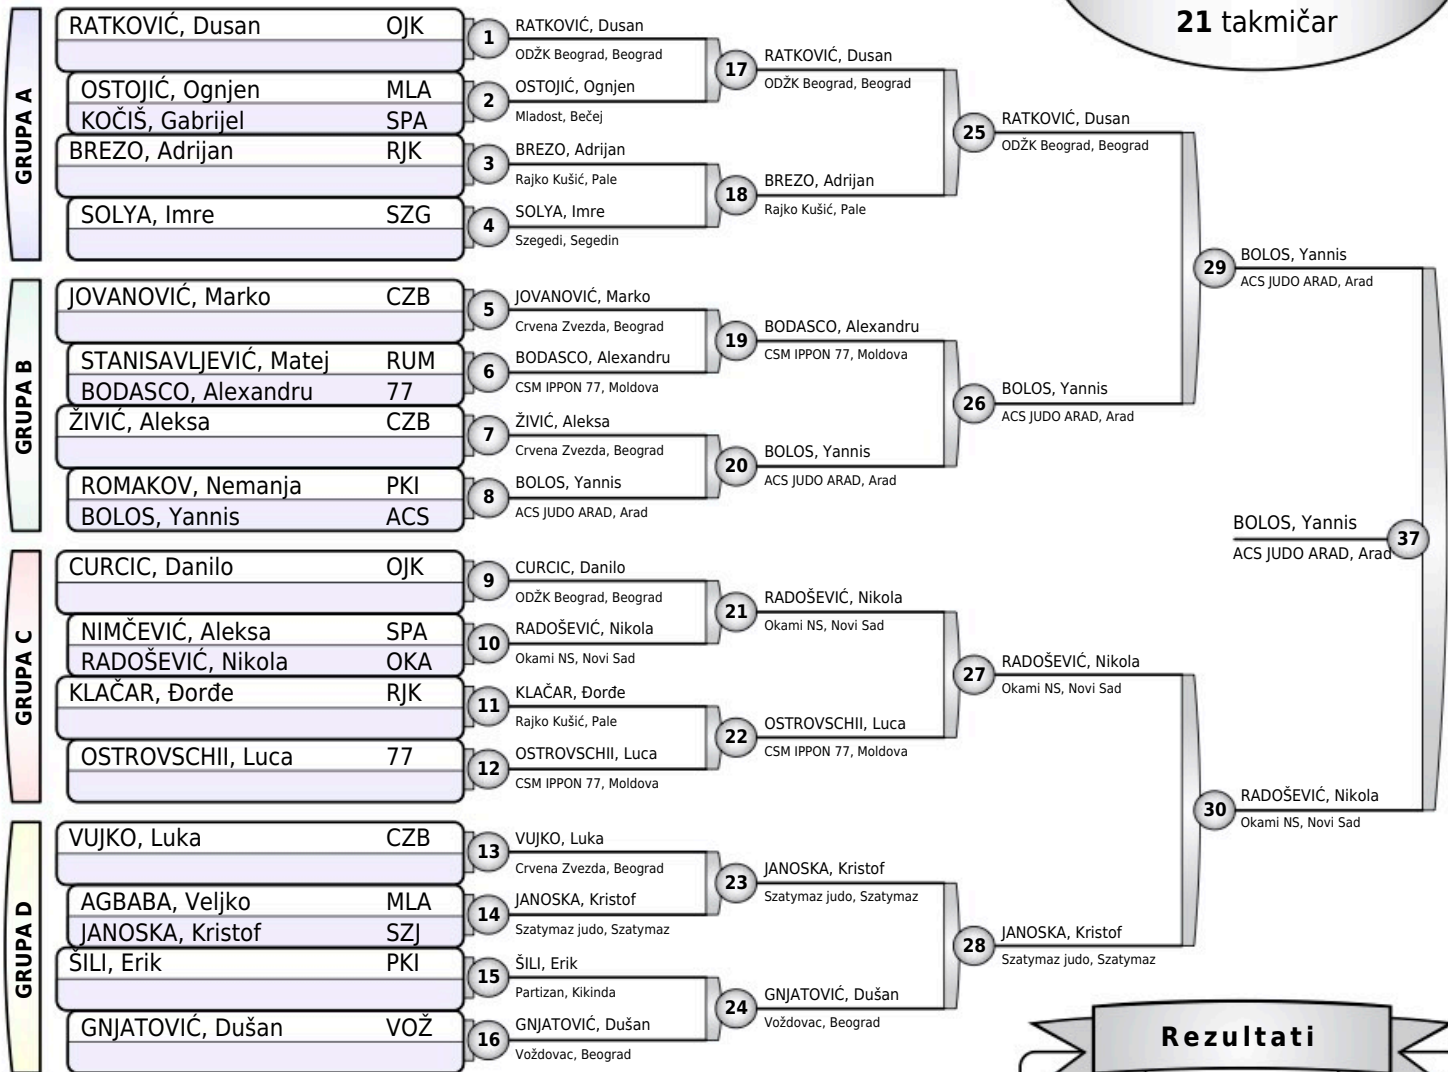 21 takmičar
GRUPA A
RATKOVIĆ, Dusan OJK
OSTOJIĆ, Ognjen MLA
KOČIŠ, Gabrijel SPA
BREZO, Adrijan RJK
SOLYA, Imre SZG
1
RATKOVIĆ, Dusan
ODŽK Beograd, Beograd
2
OSTOJIĆ, Ognjen
Mladost, Bečej
3
BREZO, Adrijan
Rajko Kušić, Pale
4
SOLYA, Imre
Szegedi, Segedin
17
RATKOVIĆ, Dusan
ODŽK Beograd, Beograd
18
BREZO, Adrijan
Rajko Kušić, Pale
25
RATKOVIĆ, Dusan
ODŽK Beograd, Beograd
GRUPA B
JOVANOVIĆ, Marko CZB
STANISAVLJEVIĆ, Matej RUM
BODASCO, Alexandru 77
ŽIVIĆ, Aleksa CZB
ROMAKOV, Nemanja PKI
BOLOS, Yannis ACS
5
JOVANOVIĆ, Marko
Crvena Zvezda, Beograd
6
BODASCO, Alexandru
CSM IPPON 77, Moldova
7
ŽIVIĆ, Aleksa
Crvena Zvezda, Beograd
8
BOLOS, Yannis
ACS JUDO ARAD, Arad
19
BODASCO, Alexandru
CSM IPPON 77, Moldova
20
BOLOS, Yannis
ACS JUDO ARAD, Arad
26
BOLOS, Yannis
ACS JUDO ARAD, Arad
29
BOLOS, Yannis
ACS JUDO ARAD, Arad
GRUPA C
CURCIC, Danilo OJK
NIMČEVIĆ, Aleksa SPA
RADOŠEVIĆ, Nikola OKA
KLAČAR, Đorđe RJK
OSTROVSCHII, Luca 77
9
CURCIC, Danilo
ODŽK Beograd, Beograd
10
RADOŠEVIĆ, Nikola
Okami NS, Novi Sad
11
KLAČAR, Đorđe
Rajko Kušić, Pale
12
OSTROVSCHII, Luca
CSM IPPON 77, Moldova
21
RADOŠEVIĆ, Nikola
Okami NS, Novi Sad
22
OSTROVSCHII, Luca
CSM IPPON 77, Moldova
27
RADOŠEVIĆ, Nikola
Okami NS, Novi Sad
GRUPA D
VUJKO, Luka CZB
AGBABA, Veljko MLA
JANOSKA, Kristof SZJ
ŠILI, Erik PKI
GNJATOVIĆ, Dušan VOŽ
13
VUJKO, Luka
Crvena Zvezda, Beograd
14
JANOSKA, Kristof
Szatymaz judo, Szatymaz
15
ŠILI, Erik
Partizan, Kikinda
16
GNJATOVIĆ, Dušan
Voždovac, Beograd
23
JANOSKA, Kristof
Szatymaz judo, Szatymaz
24
GNJATOVIĆ, Dušan
Voždovac, Beograd
28
JANOSKA, Kristof
Szatymaz judo, Szatymaz
30
RADOŠEVIĆ, Nikola
Okami NS, Novi Sad
BOLOS, Yannis
37
ACS JUDO ARAD, Arad
Rezultati